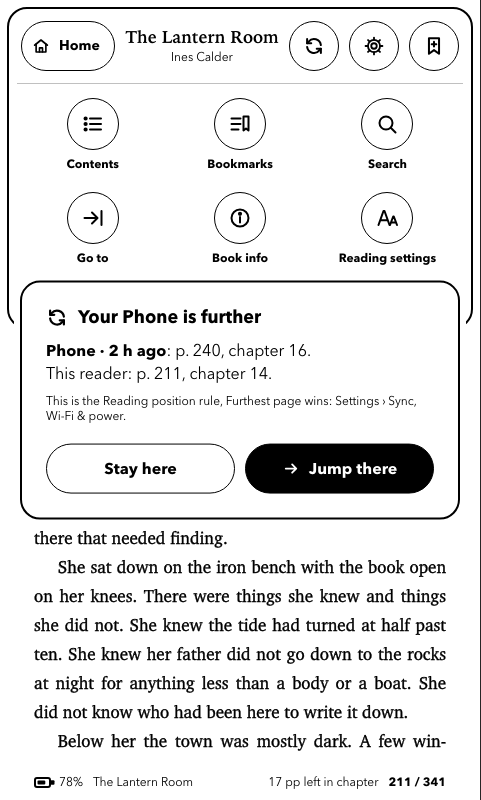 Home
The Lantern Room
Ines Calder
Contents
Bookmarks
Search
Go to
Book info
Reading settings
Your Phone is further
Phone · 2 h ago: p. 240, chapter 16.
This reader: p. 211, chapter 14.
This is the Reading position rule, Furthest page wins: Settings › Sync,
Wi-Fi & power.
Stay here
Jump there
there that needed finding.
She sat down on the iron bench with the book open
on her knees. There were things she knew and things
she did not. She knew the tide had turned at half past
ten. She knew her father did not go down to the rocks
at night for anything less than a body or a boat. She
did not know who had been here to write it down.
Below her the town was mostly dark. A few win-
78% The Lantern Room 17 pp left in chapter 211 / 341